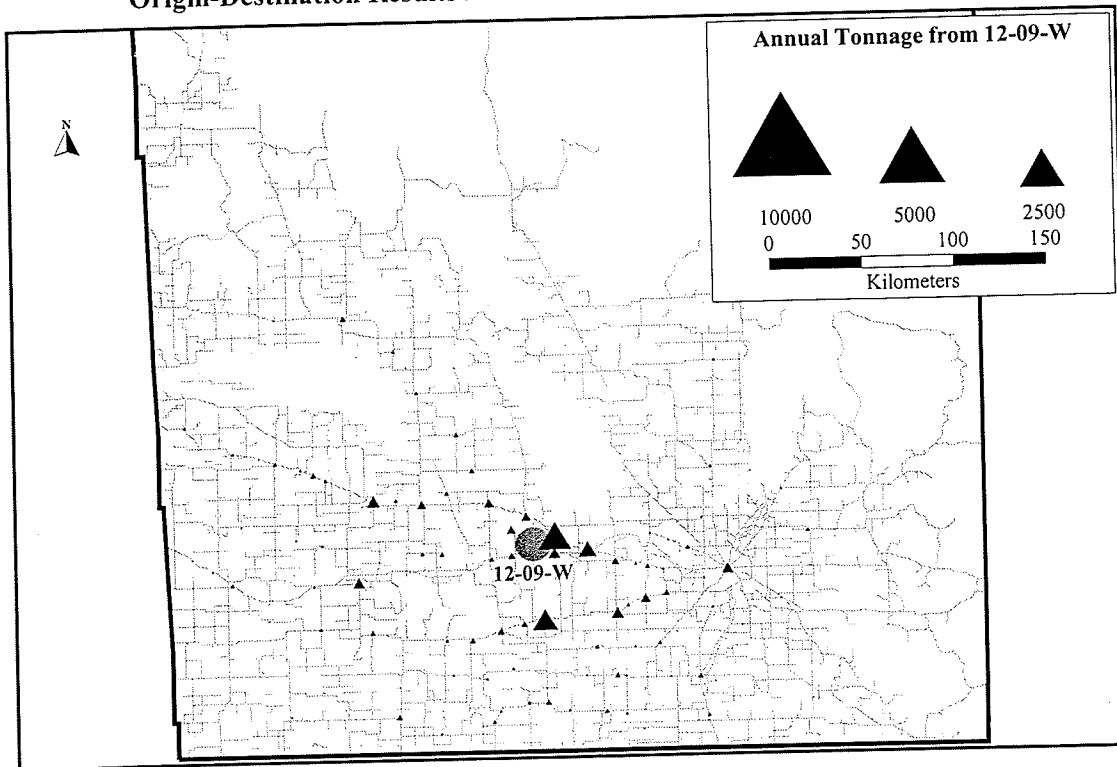 Origin-Destination Results
N
Annual Tonnage from 12-09-W
10000 5000 2500
0 50 100 150
Kilometers
12-09-W